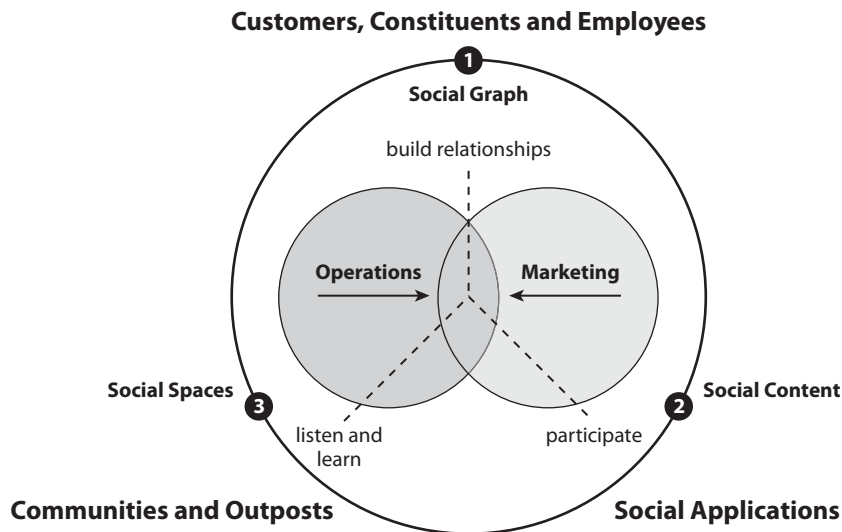 Customers, Constituents and Employees
1
Social Graph
build relationships
Operations
Marketing
Social Spaces
3
2
Social Content
listen and
learn
participate
Communities and Outposts
Social Applications